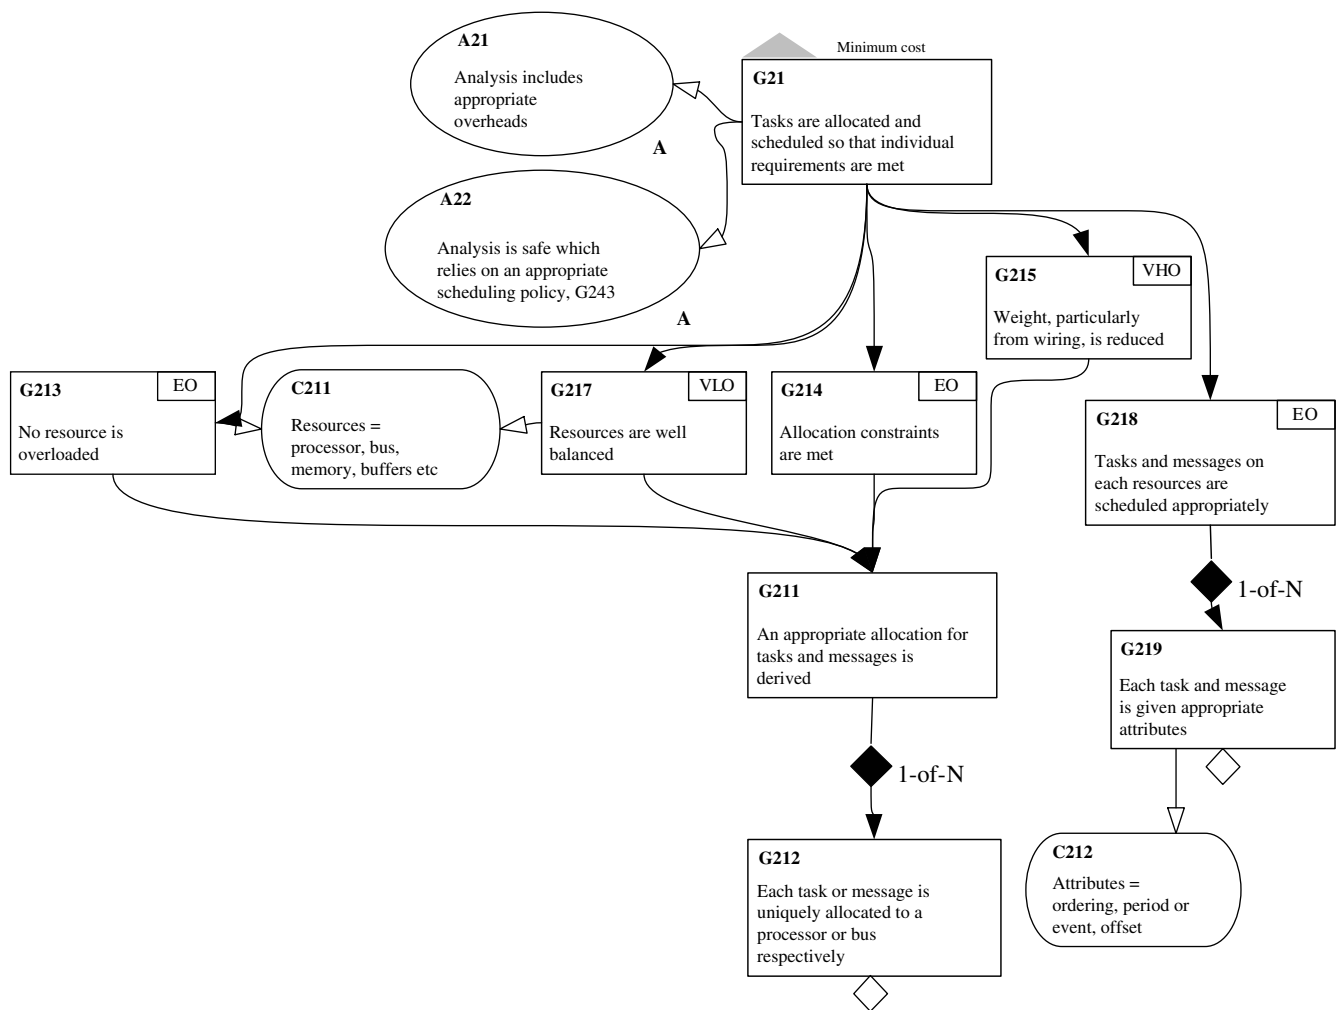 A21
Analysis includes
appropriate
overheads
A
Minimum cost
G21
Tasks are allocated and
scheduled so that individual
requirements are met
A22
Analysis is safe which
relies on an appropriate
scheduling policy, G243
A
G215
VHO
Weight, particularly
from wiring, is reduced
G213
EO
No resource is
overloaded
C211
Resources =
processor, bus,
memory, buffers etc
G217
VLO
Resources are well
balanced
G214
EO
Allocation constraints
are met
G218
EO
Tasks and messages on
each resources are
scheduled appropriately
1-of-N
G211
An appropriate allocation for
tasks and messages is
derived
G219
Each task and message
is given appropriate
attributes
1-of-N
G212
Each task or message is
uniquely allocated to a
processor or bus
respectively
C212
Attributes =
ordering, period or
event, offset